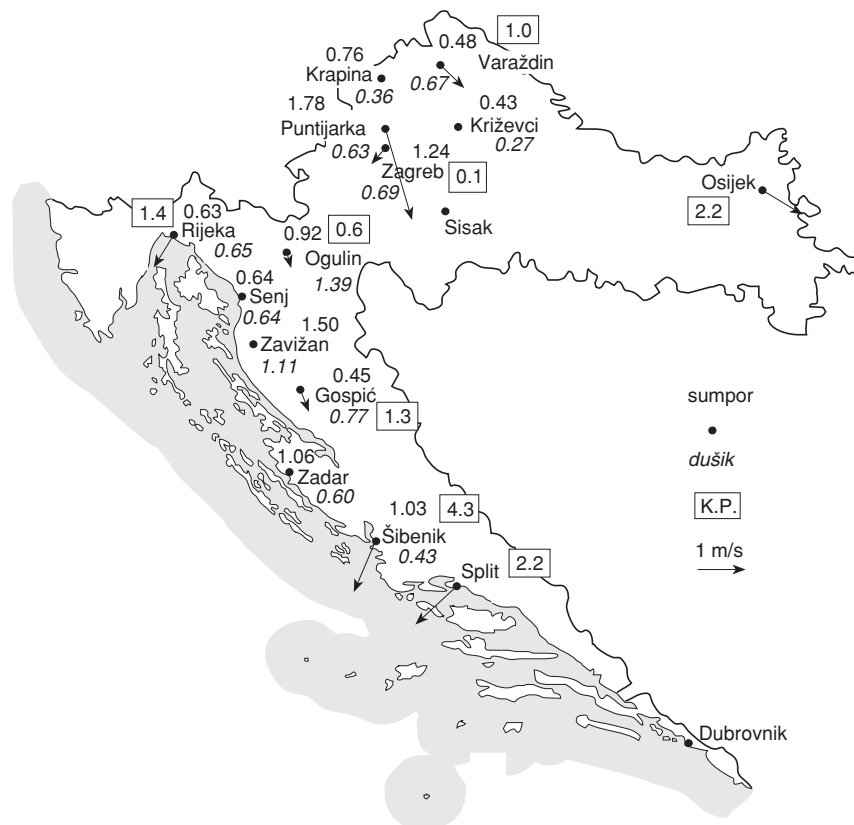 0.48 1.0
0.76 Varaždin
Krapina 0.67
0.36
1.78 0.43
Puntijarka Križevci
0.63 1.24 0.27
Zagreb 0.1
0.69
Sisak
Osijek
2.2
1.4 0.63
Rijeka
0.65
0.92 0.6
Ogulin
1.39
0.64
Senj
0.64
1.50
Zavižan
1.11
0.45
Gospić
0.77 1.3
1.06
Zadar
0.60
1.03 4.3
Šibenik
0.43
Split 2.2
Dubrovnik
sumpor
dušik
K.P.
1 m/s